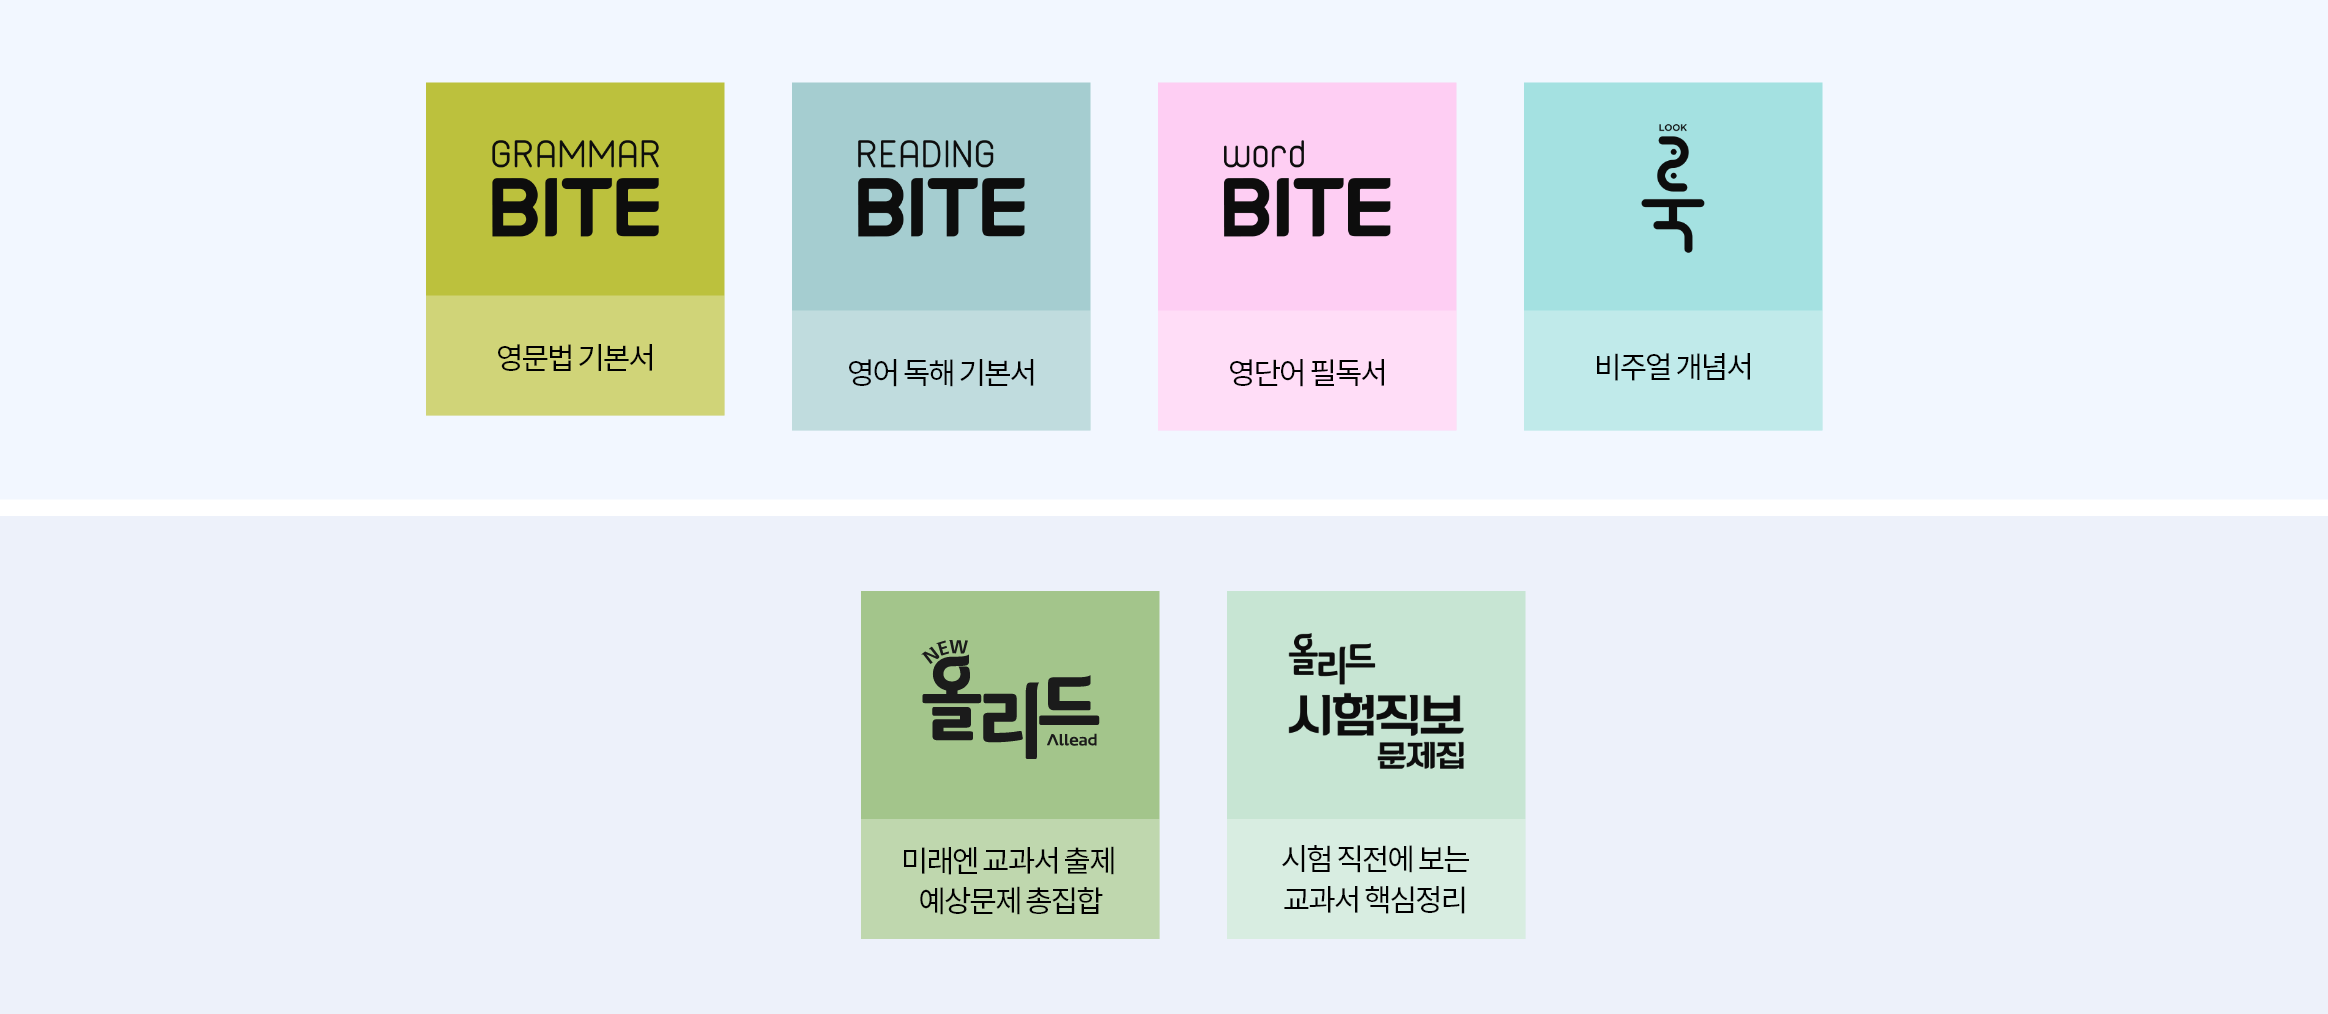 GRAMMAR
BITE
영문법 기본서
READING
BITE
영어 독해 기본서
word
BITE
영단어 필독서
LOOK
룩
비주얼 개념서
NEW
올리드
Allead
미래엔 교과서 출제
예상문제 총집합
올리드
시험직보
문제집
시험 직전에 보는
교과서 핵심정리